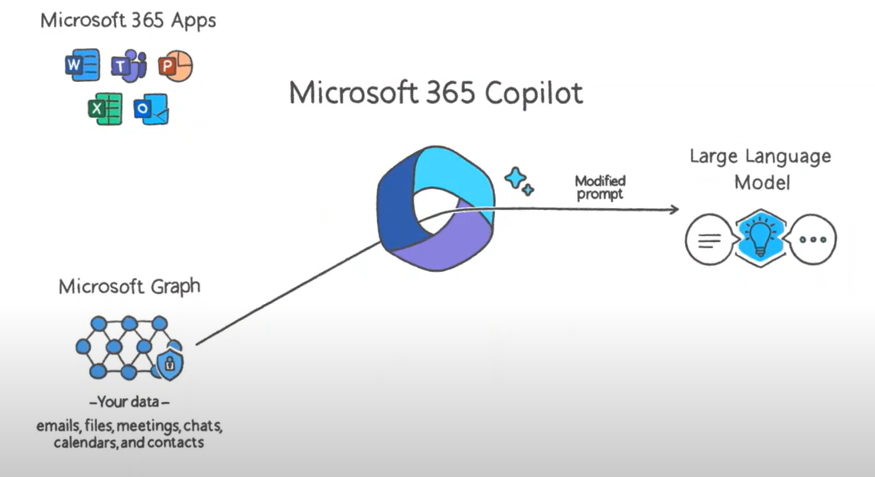 Microsoft 365 Apps
W
T
P
X
O
Microsoft 365 Copilot
Modified
prompt
Large Language
Model
Microsoft Graph
–Your data–
emails, files, meetings, chats,
calendars, and contacts